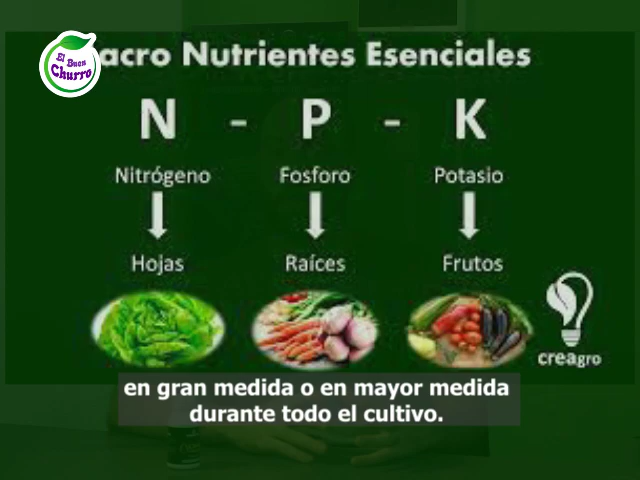 El Buen
Churro
acro Nutrientes Esenciales
N - P - K
Nitrógeno Fosforo Potasio
Hojas Raíces Frutos
creagro
en gran medida o en mayor medida
durante todo el cultivo.